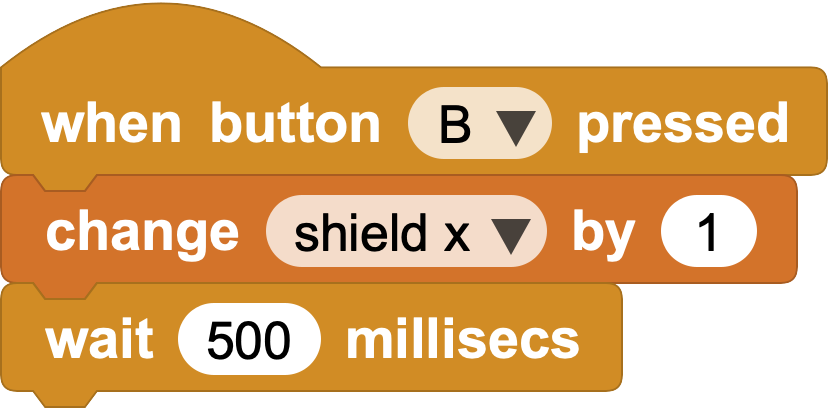 when button B ▼ pressed
change shield x ▼ by 1
wait 500 millisecs